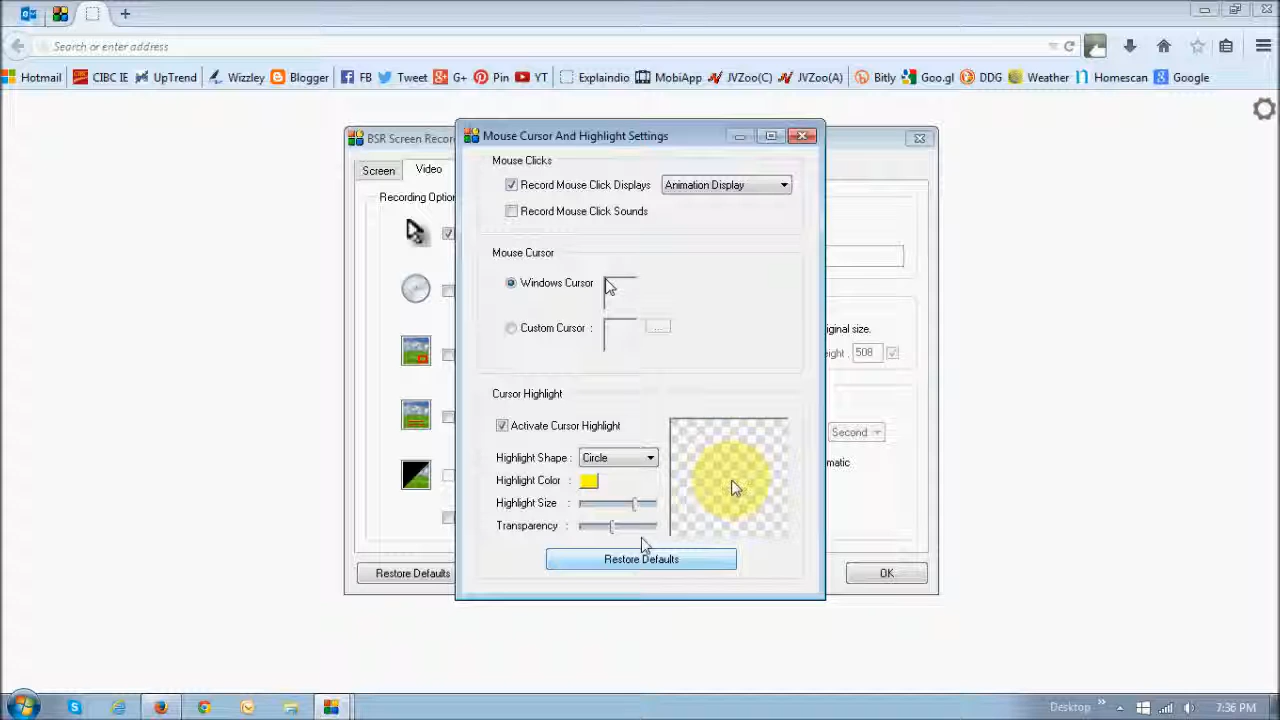 Search or enter address
Hotmail CIBC IE UpTrend Wizzley Blogger FB Tweet G+ Pin YT Explaindio MobiApp JVZoo(C) JVZoo(A) Bitly Goo.gl DDG Weather Homescan Google
BSR Screen Recor
Mouse Cursor And Highlight Settings
Screen
Video
Recording Option
Mouse Clicks
Record Mouse Click Displays
Animation Display
Record Mouse Click Sounds
Mouse Cursor
Windows Cursor
Custom Cursor :
...
iginal size.
eight : 508
Cursor Highlight
Activate Cursor Highlight
Second
Highlight Shape : Circle
matic
Highlight Color :
Highlight Size :
Transparency :
Restore Defaults
Restore Defaults
OK
Desktop
7:36 PM